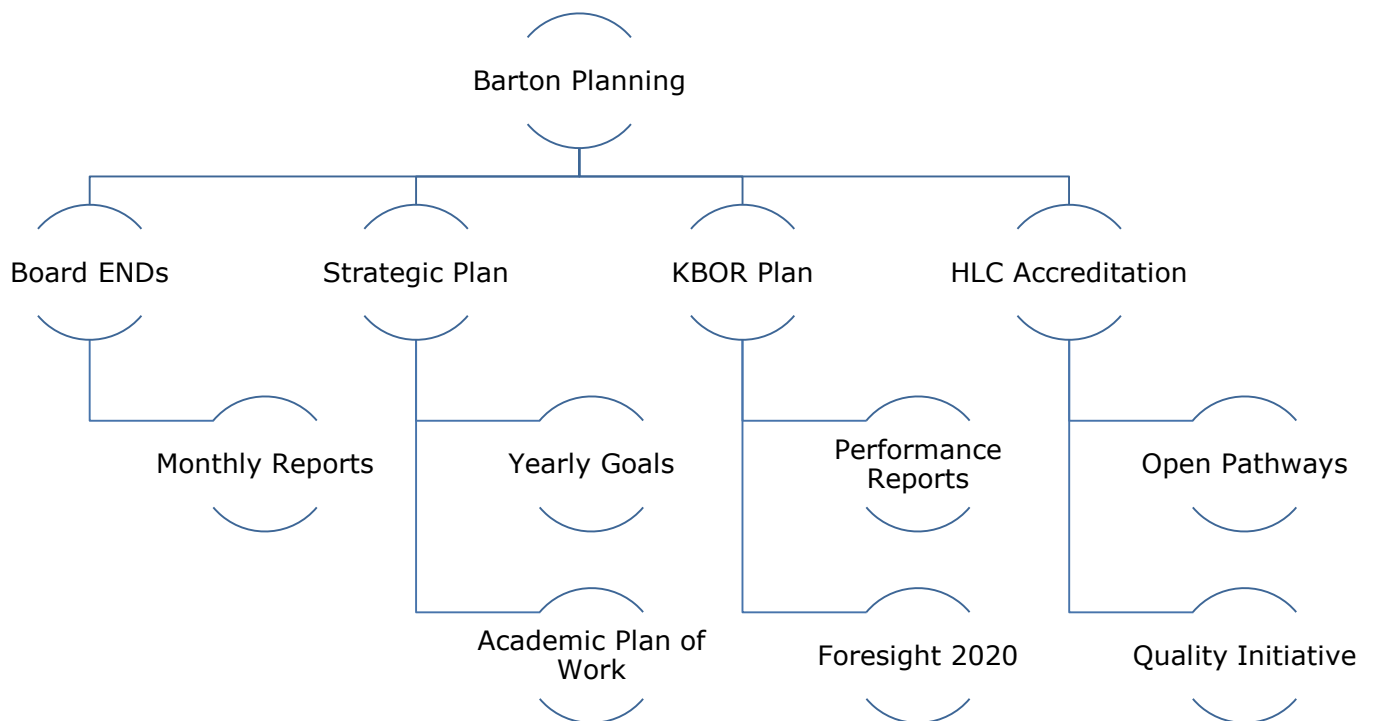 Barton Planning
Board ENDs
Strategic Plan
KBOR Plan
HLC Accreditation
Monthly Reports
Yearly Goals
Performance
Reports
Open Pathways
Academic Plan of
Work
Foresight 2020
Quality Initiative